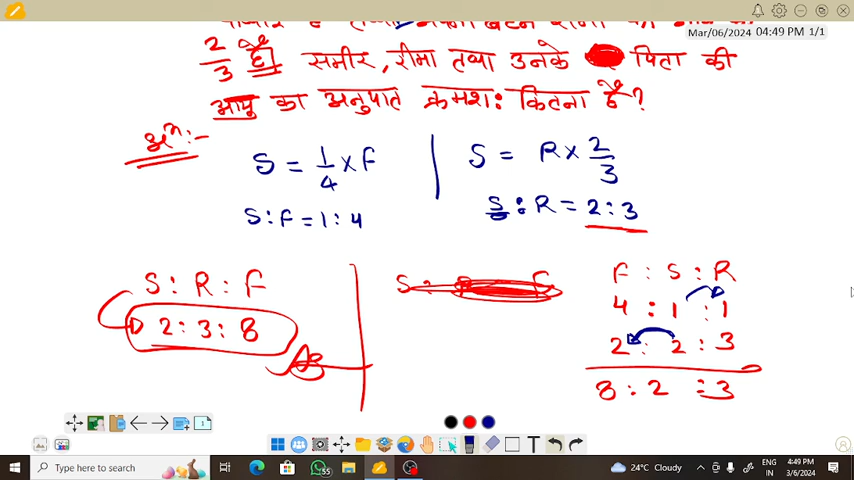 Mar/06/2024 04:49 PM 1/1
2/3 है। समीर, रीमा तथा उनके पिता की
आयु का अनुपात क्रमश: कितना है?
S = 1/4 × F
S = R × 2/3
S:F = 1:4
S:R = 2:3
S : R : F
F : S : R
2 : 3 : 8
4 : 1 : 1
2 : 2 : 3
8 : 2 : 3
1
T
55
Type here to search
24°C Cloudy
ENG
IN
4:49 PM
3/6/2024